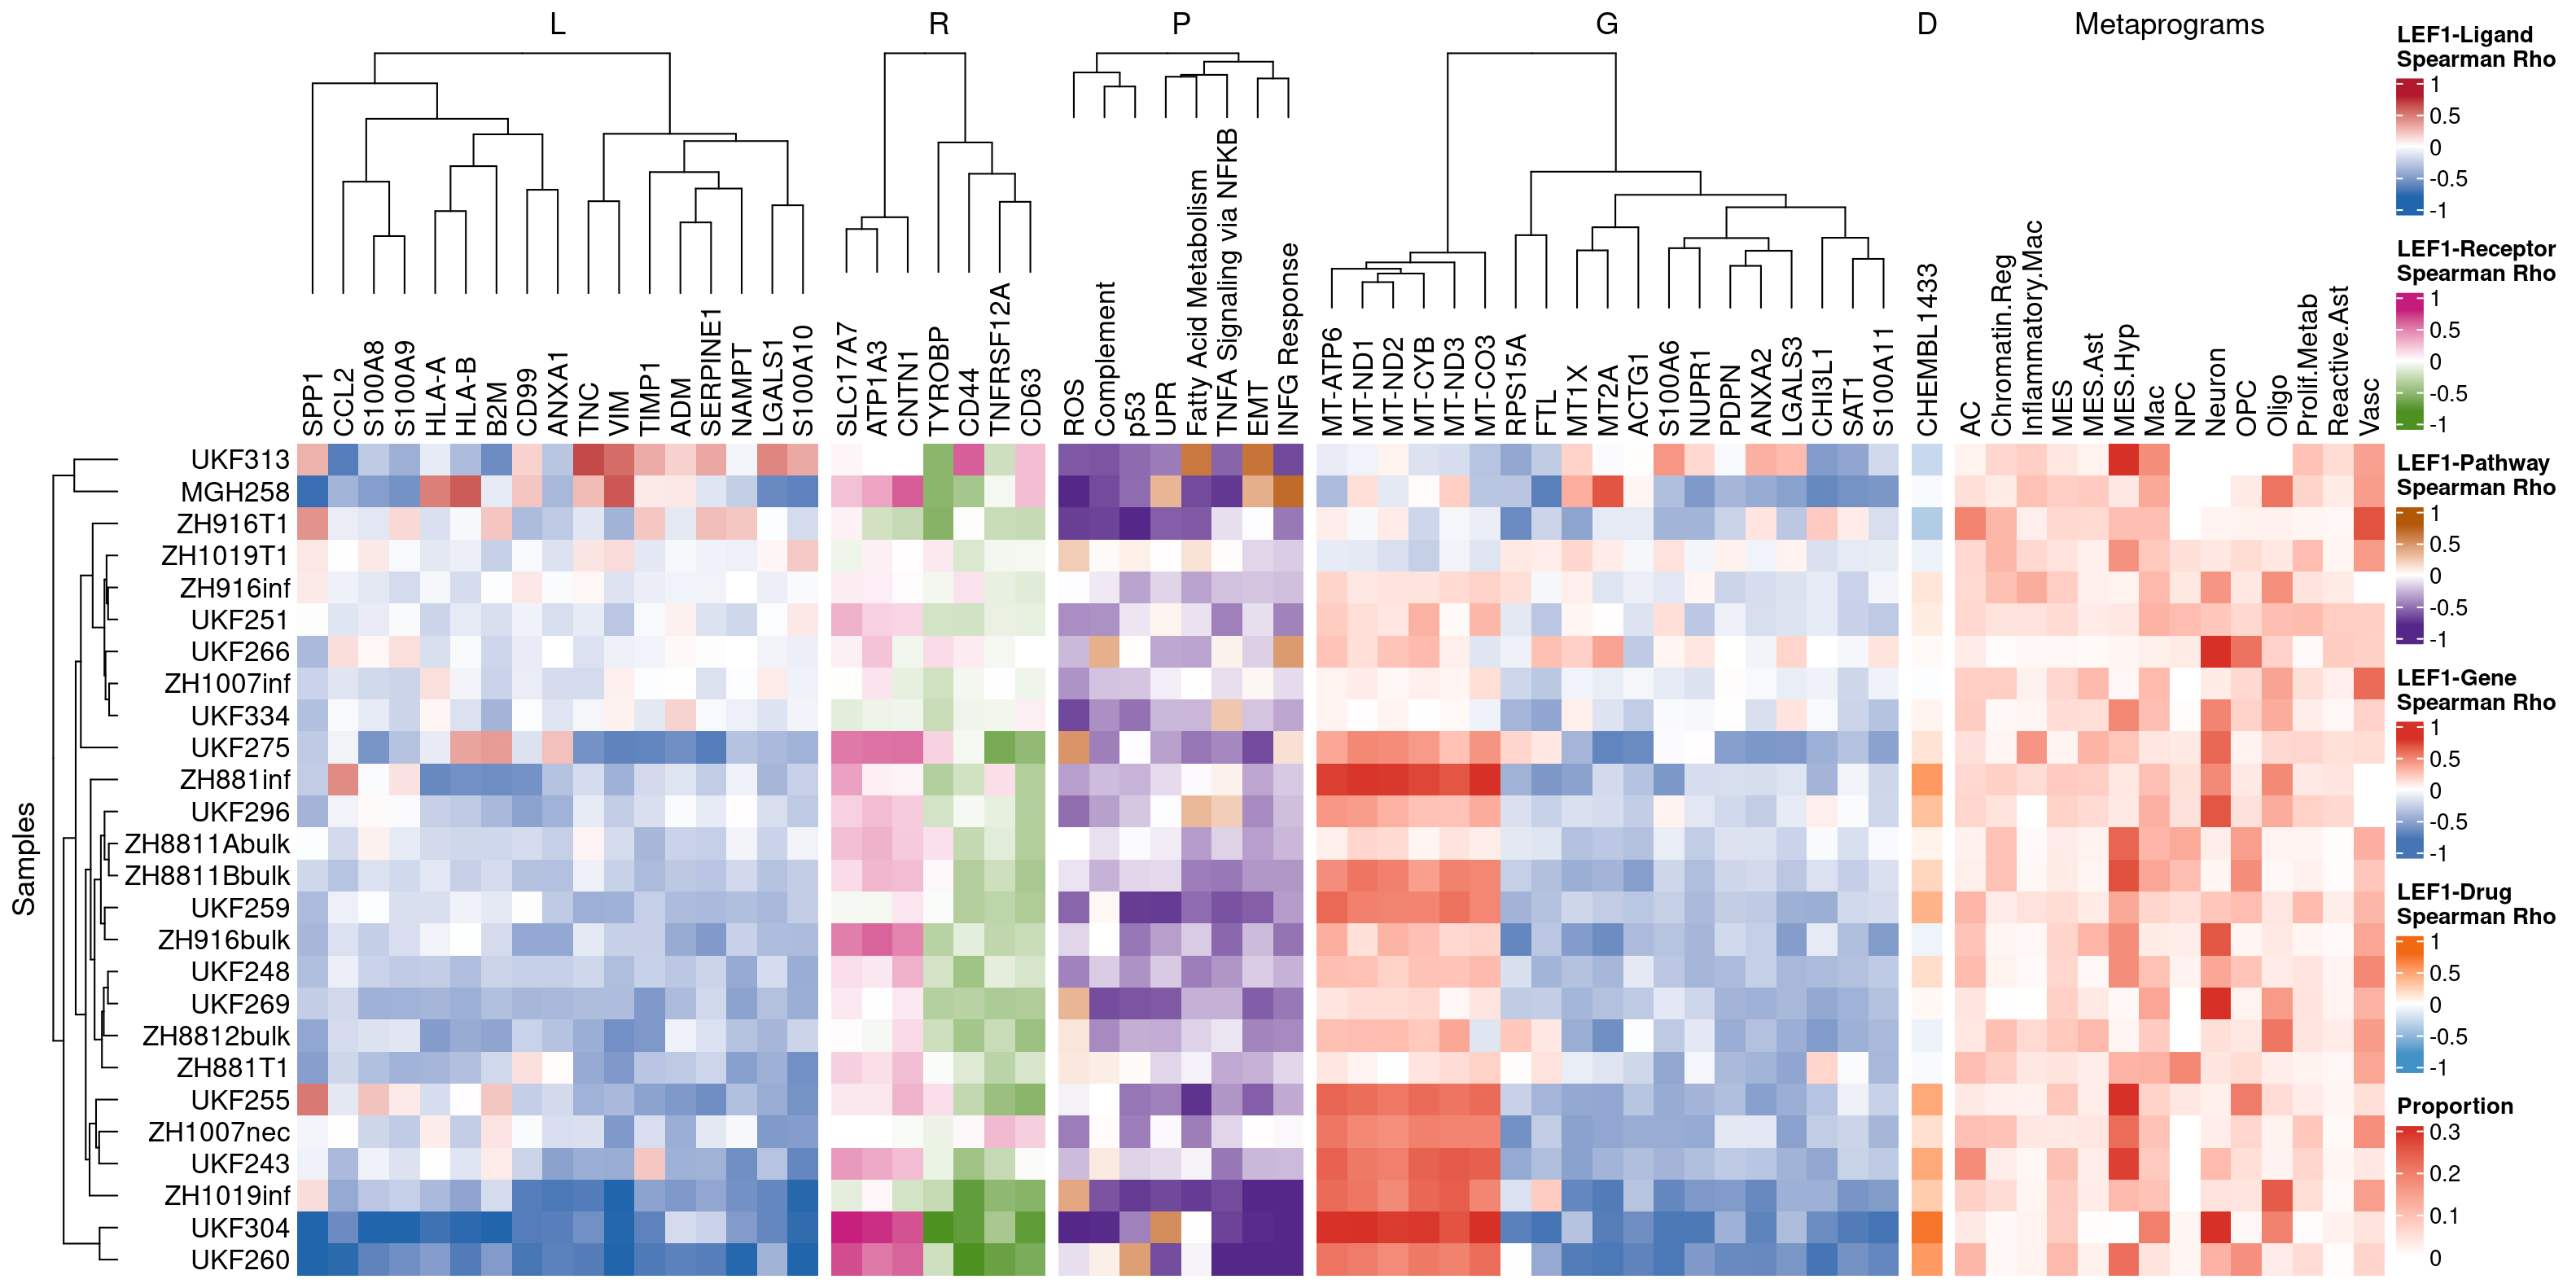 L R P G D Metaprograms
SPP1
CCL2
S100A8
S100A9
HLA-A
HLA-B
B2M
CD99
ANXA1
TNC
VIM
TIMP1
ADM
SERPINE1
NAMPT
LGALS1
S100A10
SLC17A7
ATP1A3
CNTN1
TYROBP
CD44
TNFRSF12A
CD63
ROS
Complement
p53
UPR
Fatty Acid Metabolism
TNFA Signaling via NFKB
EMT
INFG Response
MT-ATP6
MT-ND1
MT-ND2
MT-CYB
MT-ND3
MT-CO3
RPS15A
FTL
MT1X
MT2A
ACTG1
S100A6
NUPR1
PDPN
ANXA2
LGALS3
CHI3L1
SAT1
S100A11
CHEMBL1433
AC
Chromatin.Reg
Inflammatory.Mac
MES
MES.Ast
MES.Hyp
Mac
NPC
Neuron
OPC
Oligo
Prolif.Metab
Reactive.Ast
Vasc
Samples
UKF313
MGH258
ZH916T1
ZH1019T1
ZH916inf
UKF251
UKF266
ZH1007inf
UKF334
UKF275
ZH881inf
UKF296
ZH8811Abulk
ZH8811Bbulk
UKF259
ZH916bulk
UKF248
UKF269
ZH8812bulk
ZH881T1
UKF255
ZH1007nec
UKF243
ZH1019inf
UKF304
UKF260
LEF1-Ligand
Spearman Rho
1
0.5
0
-0.5
-1
LEF1-Receptor
Spearman Rho
1
0.5
0
-0.5
-1
LEF1-Pathway
Spearman Rho
1
0.5
0
-0.5
-1
LEF1-Gene
Spearman Rho
1
0.5
0
-0.5
-1
LEF1-Drug
Spearman Rho
1
0.5
0
-0.5
-1
Proportion
0.3
0.2
0.1
0